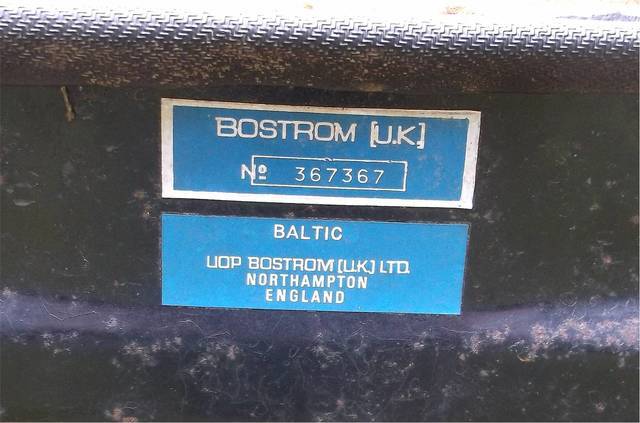 BOSTROM [U.K.]
Nº 367367
BALTIC
UOP BOSTROM [U.K.] LTD.
NORTHAMPTON
ENGLAND